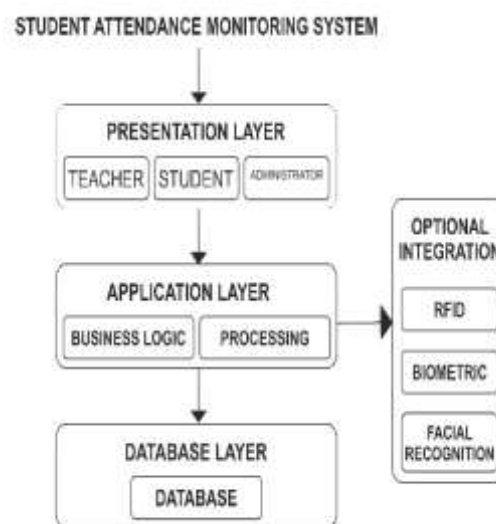 STUDENT ATTENDANCE MONITORING SYSTEM
PRESENTATION LAYER
TEACHER
STUDENT
ADMINISTRATOR
APPLICATION LAYER
BUSINESS LOGIC
PROCESSING
DATABASE LAYER
DATABASE
OPTIONAL
INTEGRATION
RFID
BIOMETRIC
FACIAL
RECOGNITION